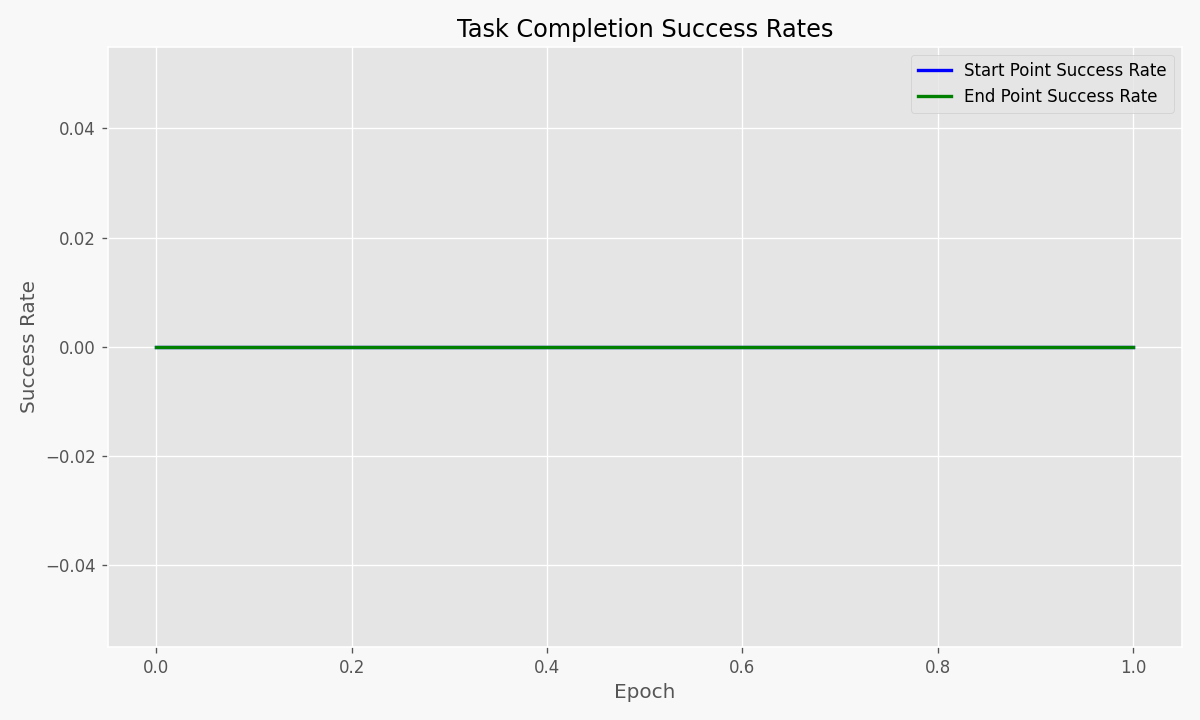 Task Completion Success Rates
Start Point Success Rate
End Point Success Rate
Success Rate
0.04
0.02
0.00
−0.02
−0.04
0.0 0.2 0.4 0.6 0.8 1.0
Epoch